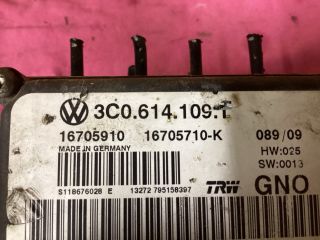 3C0.614.109.T
16705910 16705710-K 089/09
MADE IN GERMANY HW:025
SW:0013
S118676028 E 13272 795158397 TRW GNO